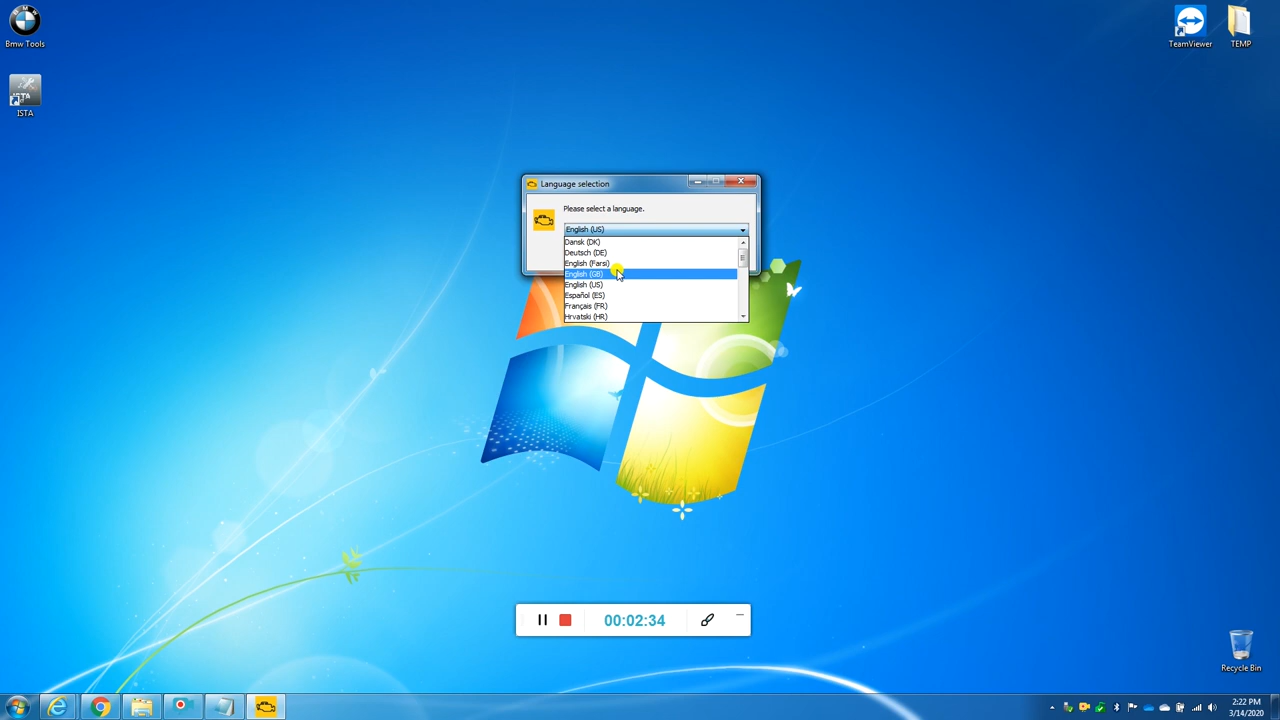 Bmw Tools
ISTA
ISTA
TeamViewer
TEMP
Language selection
Please select a language.
English (US)
Dansk (DK)
Deutsch (DE)
English (Farsi)
English (GB)
English (US)
Español (ES)
Français (FR)
Hrvatski (HR)
00:02:34
Recycle Bin
2:22 PM
3/14/2020